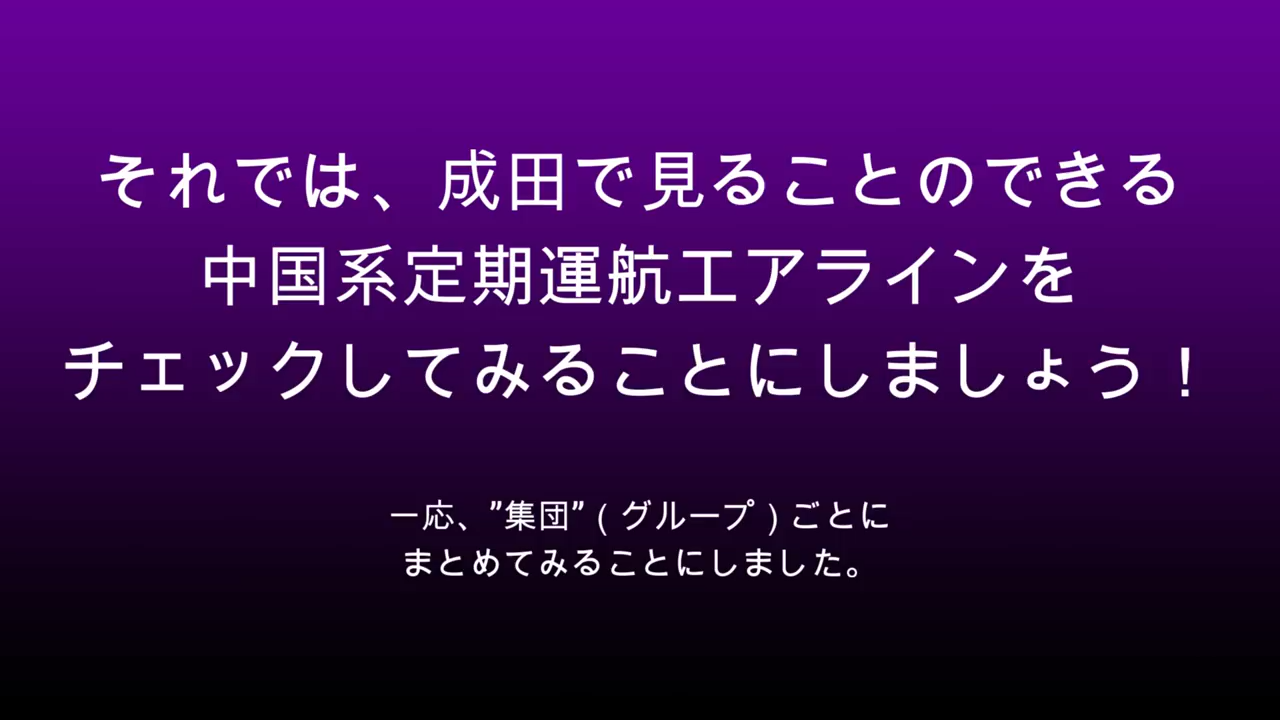 それでは、成田で見ることのできる
中国系定期運航エアラインを
チェックしてみることにしましょう！
一応、”集団”（グループ）ごとに
まとめてみることにしました。